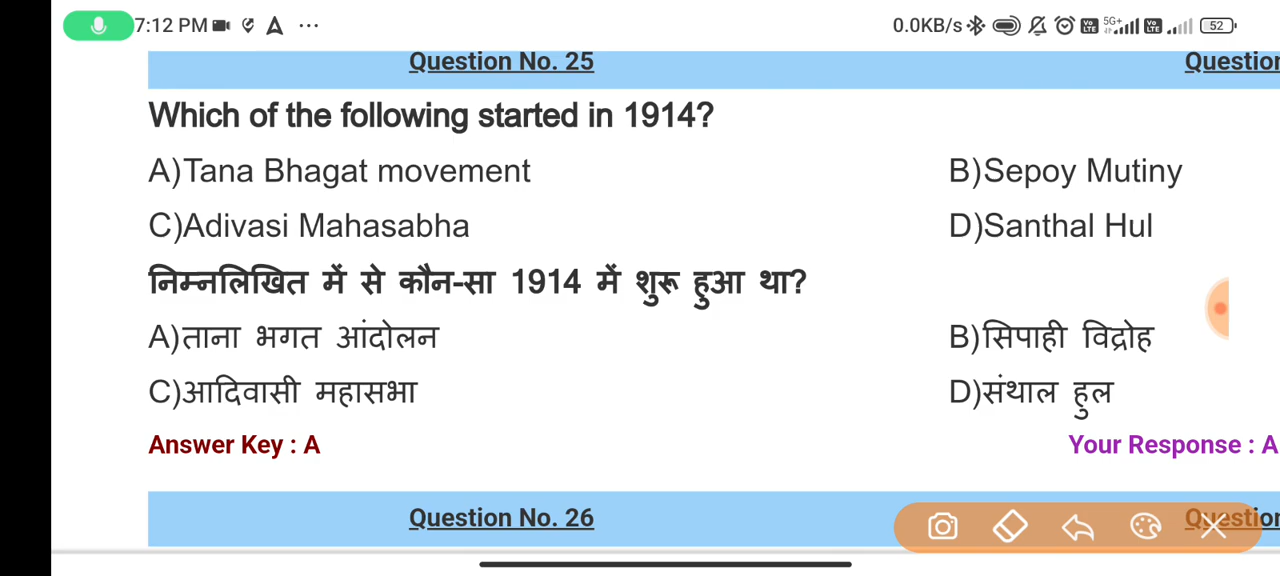 7:12 PM 0.0KB/s 5G+ 52
Question No. 25 Question
Which of the following started in 1914?
A)Tana Bhagat movement B)Sepoy Mutiny
C)Adivasi Mahasabha D)Santhal Hul
निम्नलिखित में से कौन-सा 1914 में शुरू हुआ था?
A)ताना भगत आंदोलन B)सिपाही विद्रोह
C)आदिवासी महासभा D)संथाल हुल
Answer Key : A Your Response : A
Question No. 26 Question